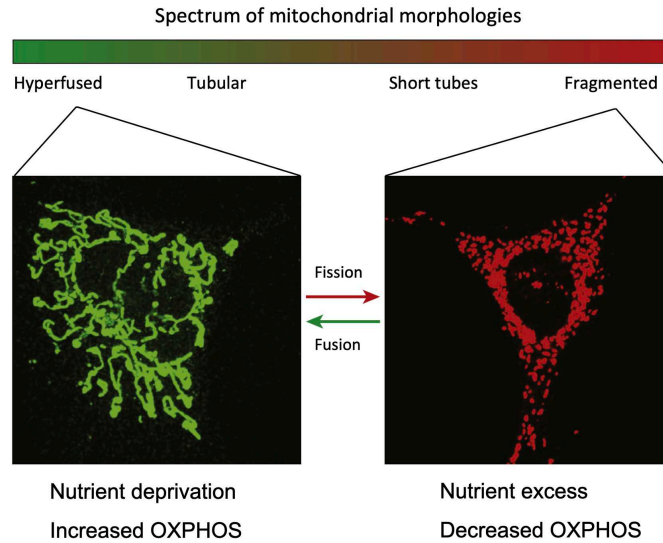 Spectrum of mitochondrial morphologies
Hyperfused Tubular Short tubes Fragmented
Fission
Fusion
Nutrient deprivation Nutrient excess
Increased OXPHOS Decreased OXPHOS